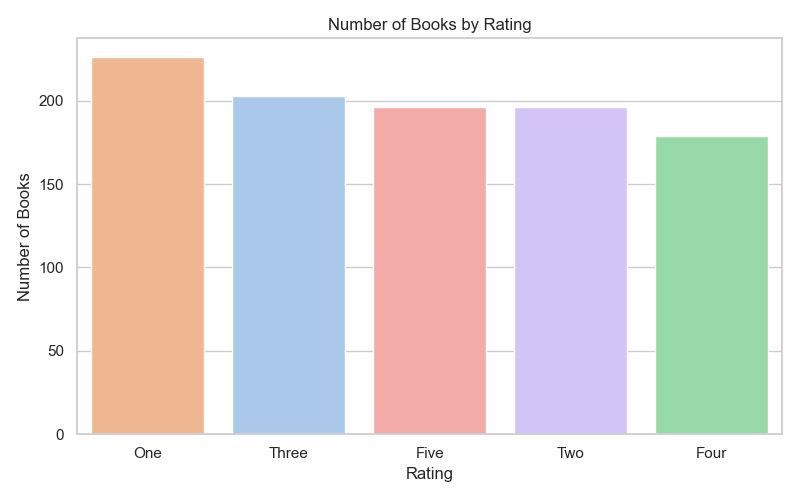 Number of Books by Rating
Number of Books
200
150
100
50
0
One Three Five Two Four
Rating